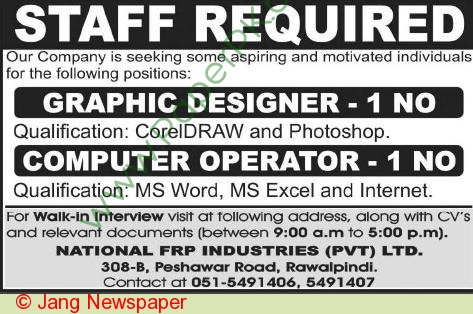 STAFF REQUIRED
Our Company is seeking some aspiring and motivated individuals
for the following positions:
GRAPHIC DESIGNER - 1 NO
Qualification: CorelDRAW and Photoshop.
COMPUTER OPERATOR - 1 NO
Qualification: MS Word, MS Excel and Internet.
For Walk-in Interview visit at following address, along with CV's
and relevant documents (between 9:00 a.m to 5:00 p.m).
NATIONAL FRP INDUSTRIES (PVT) LTD.
308-B, Peshawar Road, Rawalpindi.
Contact at 051-5491406, 5491407
© Jang Newspaper